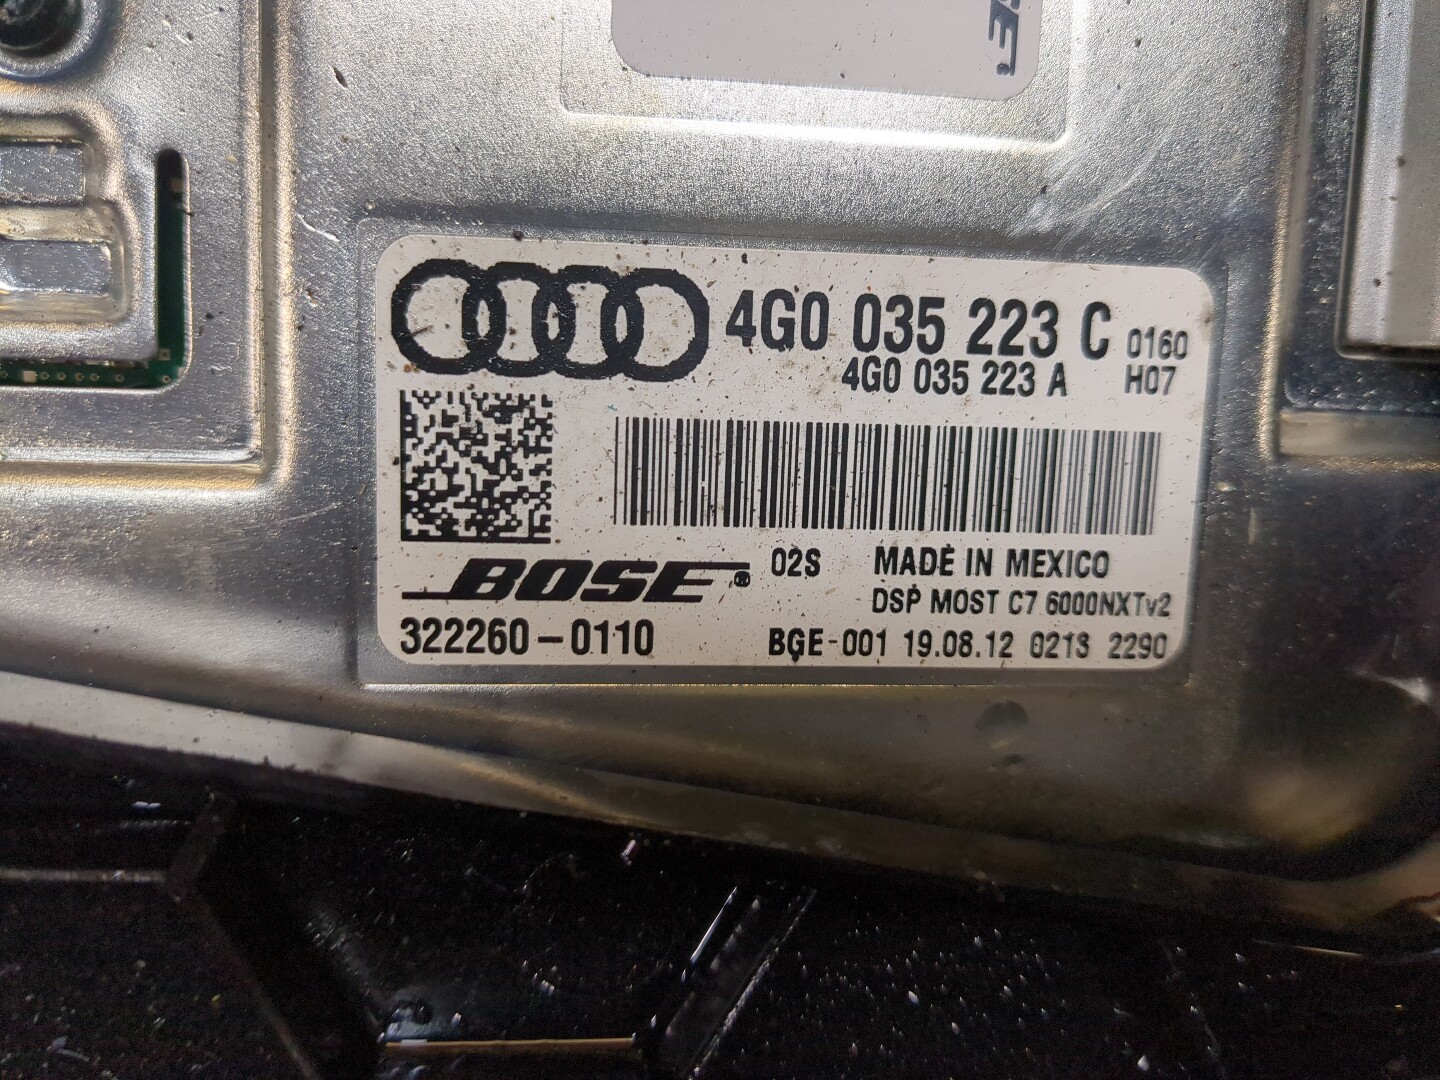 SE
4G0 035 223 C 0160
4G0 035 223 A H07
BOSE 02S MADE IN MEXICO
DSP MOST C7 6000NXTv2
322260-0110 BGE-001 19.08.12 0213 2290